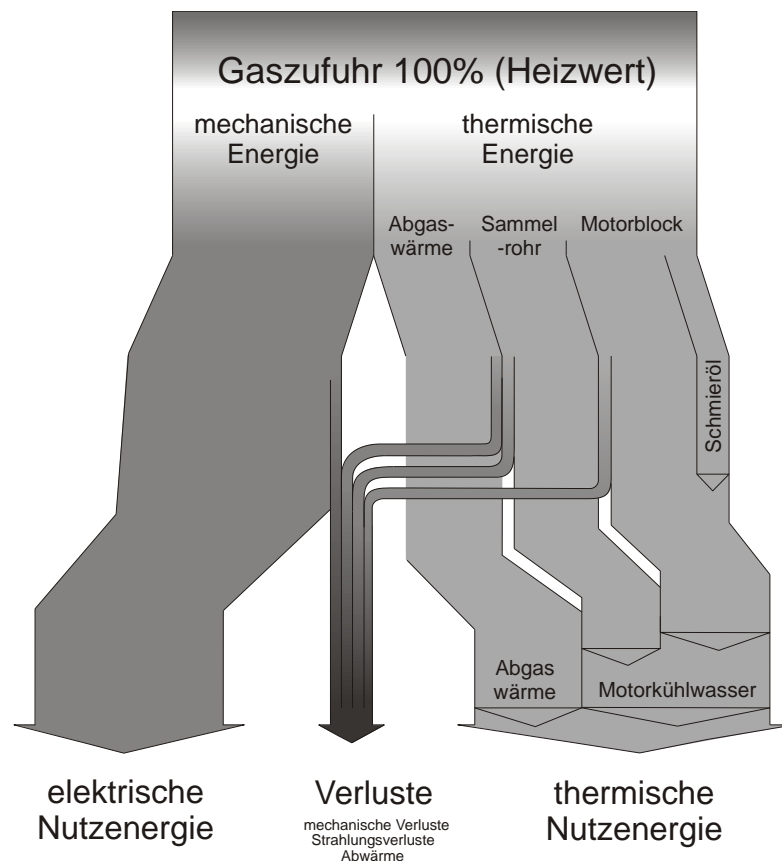 Gaszufuhr 100% (Heizwert)
mechanische
Energie
thermische
Energie
Abgas-
wärme
Sammel
-rohr
Motorblock
Schmieröl
Abgas
wärme
Motorkühlwasser
elektrische
Nutzenergie
Verluste
mechanische Verluste
Strahlungsverluste
Abwärme
thermische
Nutzenergie